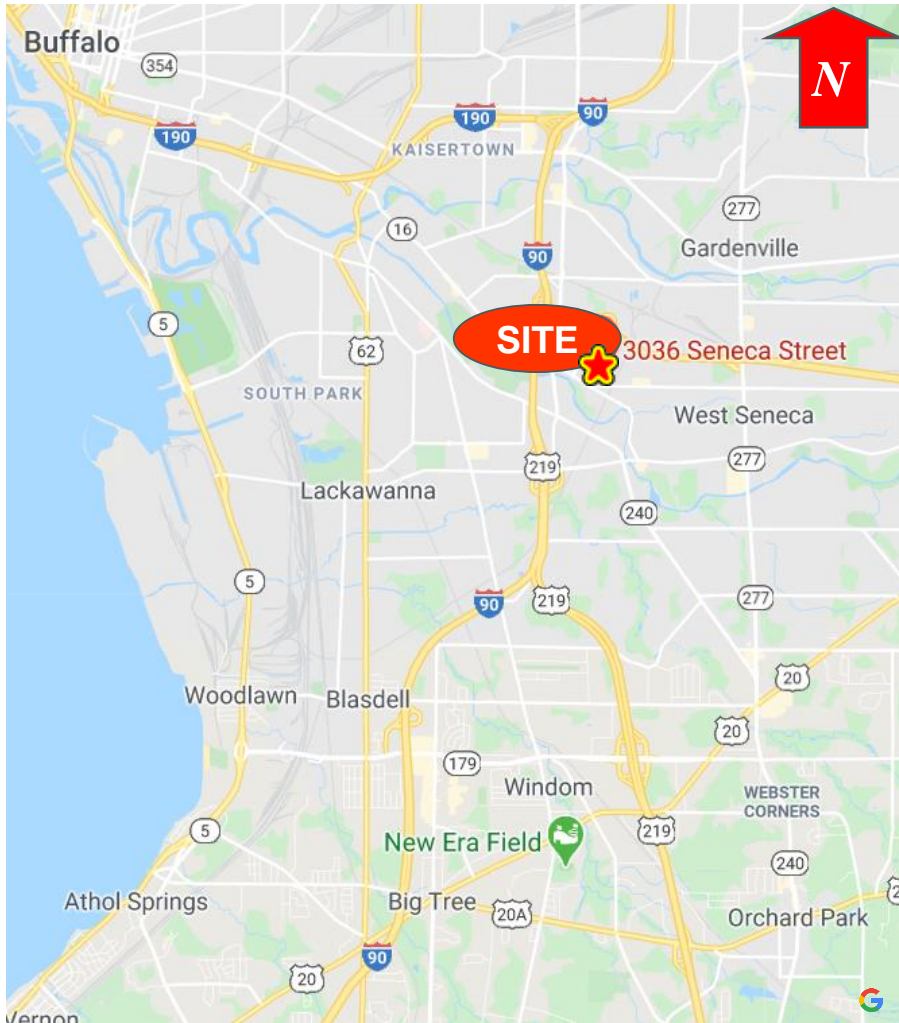 Buffalo
N
354
190
90
190
KAISERTOWN
277
16
Gardenville
90
5
SITE
3036 Seneca Street
62
SOUTH PARK
West Seneca
277
219
Lackawanna
240
5
90
219
277
20
Woodlawn
Blasdell
20
179
Windom
WEBSTER
CORNERS
5
219
New Era Field
240
Athol Springs
Big Tree
20A
Orchard Park
2
90
20
Vernon
G